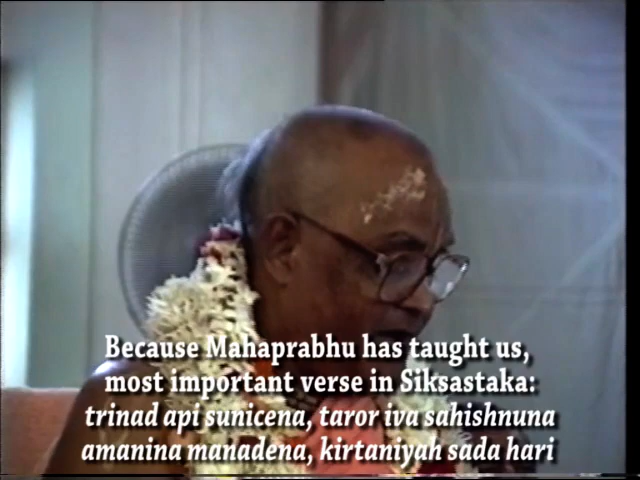 Because Mahaprabhu has taught us,
most important verse in Siksastaka:
trinad api sunicena, taror iva sahishnuna
amanina manadena, kirtaniyah sada hari